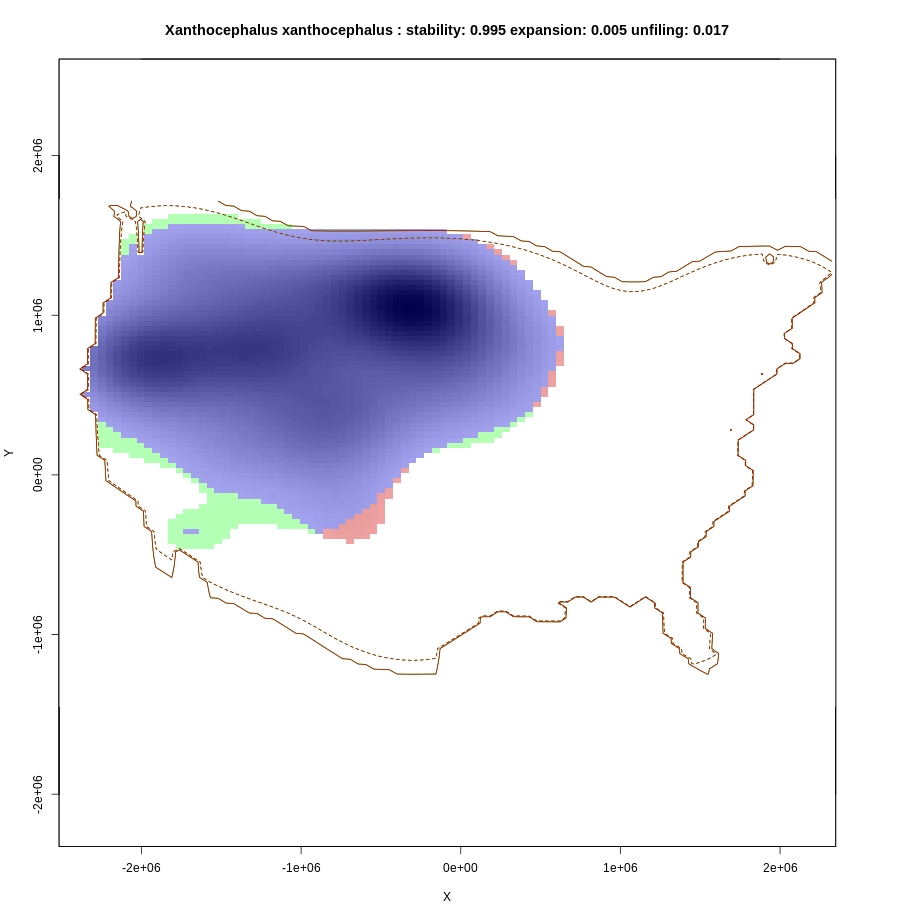 Xanthocephalus xanthocephalus : stability: 0.995 expansion: 0.005 unfiling: 0.017
2e+06
1e+06
Y
0e+00
-1e+06
-2e+06
-2e+06 -1e+06 0e+00 1e+06 2e+06
X